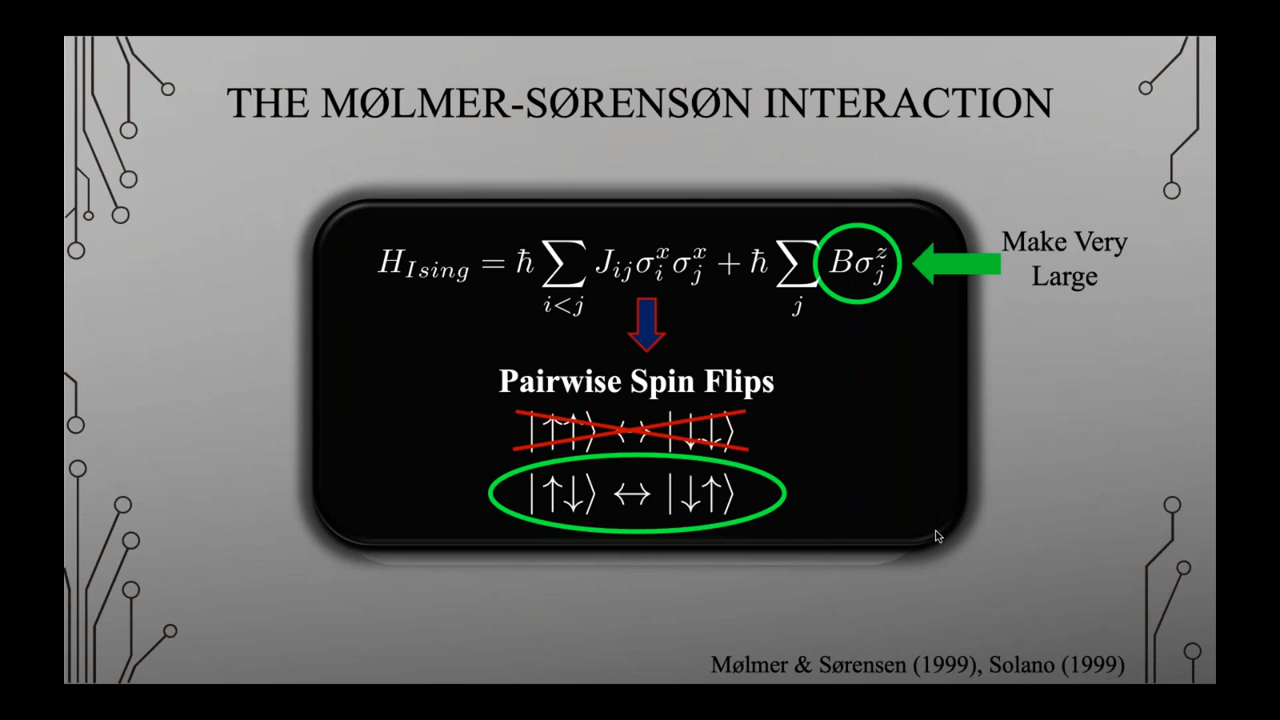 THE MØLMER-SØRENSØN INTERACTION
H_{Ising} = ℏ ∑_{i<j} J_{ij}σ_i^xσ_j^x + ℏ ∑_j Bσ_j^z
Make Very
Large
Pairwise Spin Flips
|↑↑⟩ ↔ |↓↓⟩
|↑↓⟩ ↔ |↓↑⟩
Mølmer & Sørensen (1999), Solano (1999)